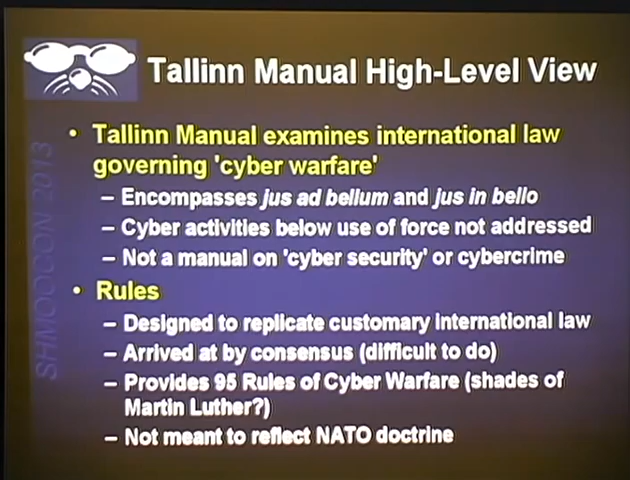 Tallinn Manual High-Level View
• Tallinn Manual examines international law
governing 'cyber warfare'
– Encompasses jus ad bellum and jus in bello
– Cyber activities below use of force not addressed
– Not a manual on 'cyber security' or cybercrime
• Rules
– Designed to replicate customary international law
– Arrived at by consensus (difficult to do)
– Provides 95 Rules of Cyber Warfare (shades of
Martin Luther?)
– Not meant to reflect NATO doctrine
SHMOOCON 2013